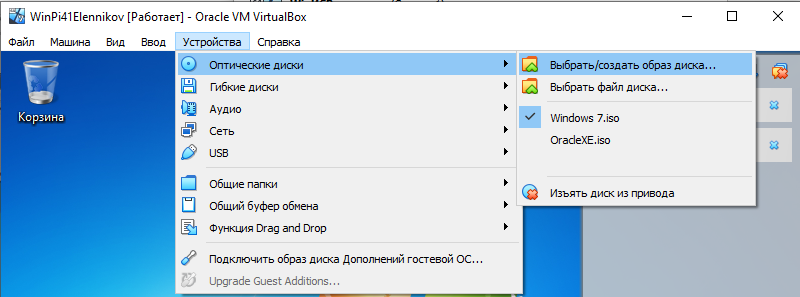 WinPi41Elennikov [Работает] - Oracle VM VirtualBox
Файл Машина Вид Ввод Устройства Справка
Корзина
Оптические диски
Гибкие диски
Аудио
Сеть
USB
Общие папки
Общий буфер обмена
Функция Drag and Drop
Подключить образ диска Дополнений гостевой ОС...
Upgrade Guest Additions...
Выбрать/создать образ диска...
Выбрать файл диска...
Windows 7.iso
OracleXE.iso
Изъять диск из привода